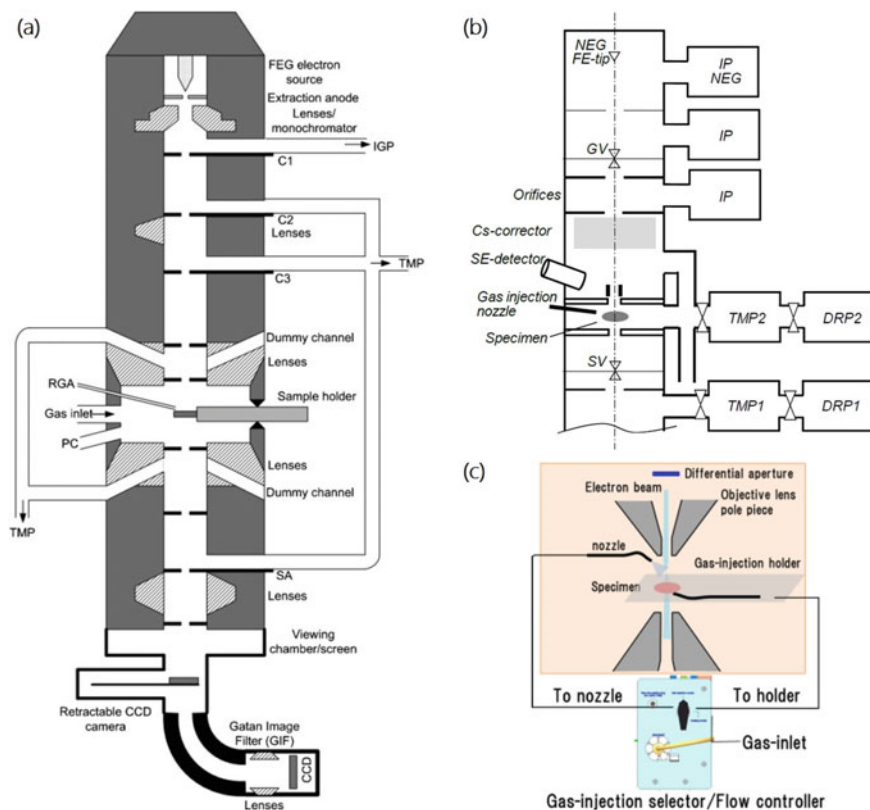 (a)
FEG electron
source
Extraction anode
Lenses/
monochromator
IGP
C1
C2
Lenses
TMP
C3
Dummy channel
Lenses
RGA
Sample holder
Gas inlet
PC
Lenses
Dummy channel
TMP
SA
Lenses
Viewing
chamber/screen
Retractable CCD
camera
Gatan Image
Filter (GIF)
CCD
Lenses
(b)
NEG
FE-tip
IP
NEG
IP
GV
IP
Orifices
Cs-corrector
SE-detector
Gas injection
nozzle
Specimen
TMP2
DRP2
SV
TMP1
DRP1
(c)
Differential aperture
Electron beam
Objective lens
pole piece
nozzle
Gas-injection holder
Specimen
To nozzle
To holder
Gas-inlet
Gas-injection selector/Flow controller